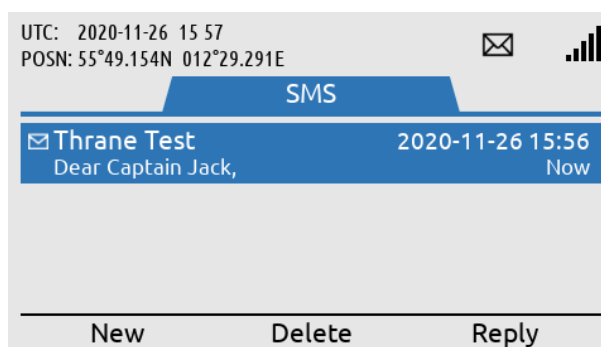 UTC: 2020-11-26 15 57
POSN: 55°49.154N 012°29.291E
SMS
Thrane Test 2020-11-26 15:56
Dear Captain Jack, Now
New Delete Reply